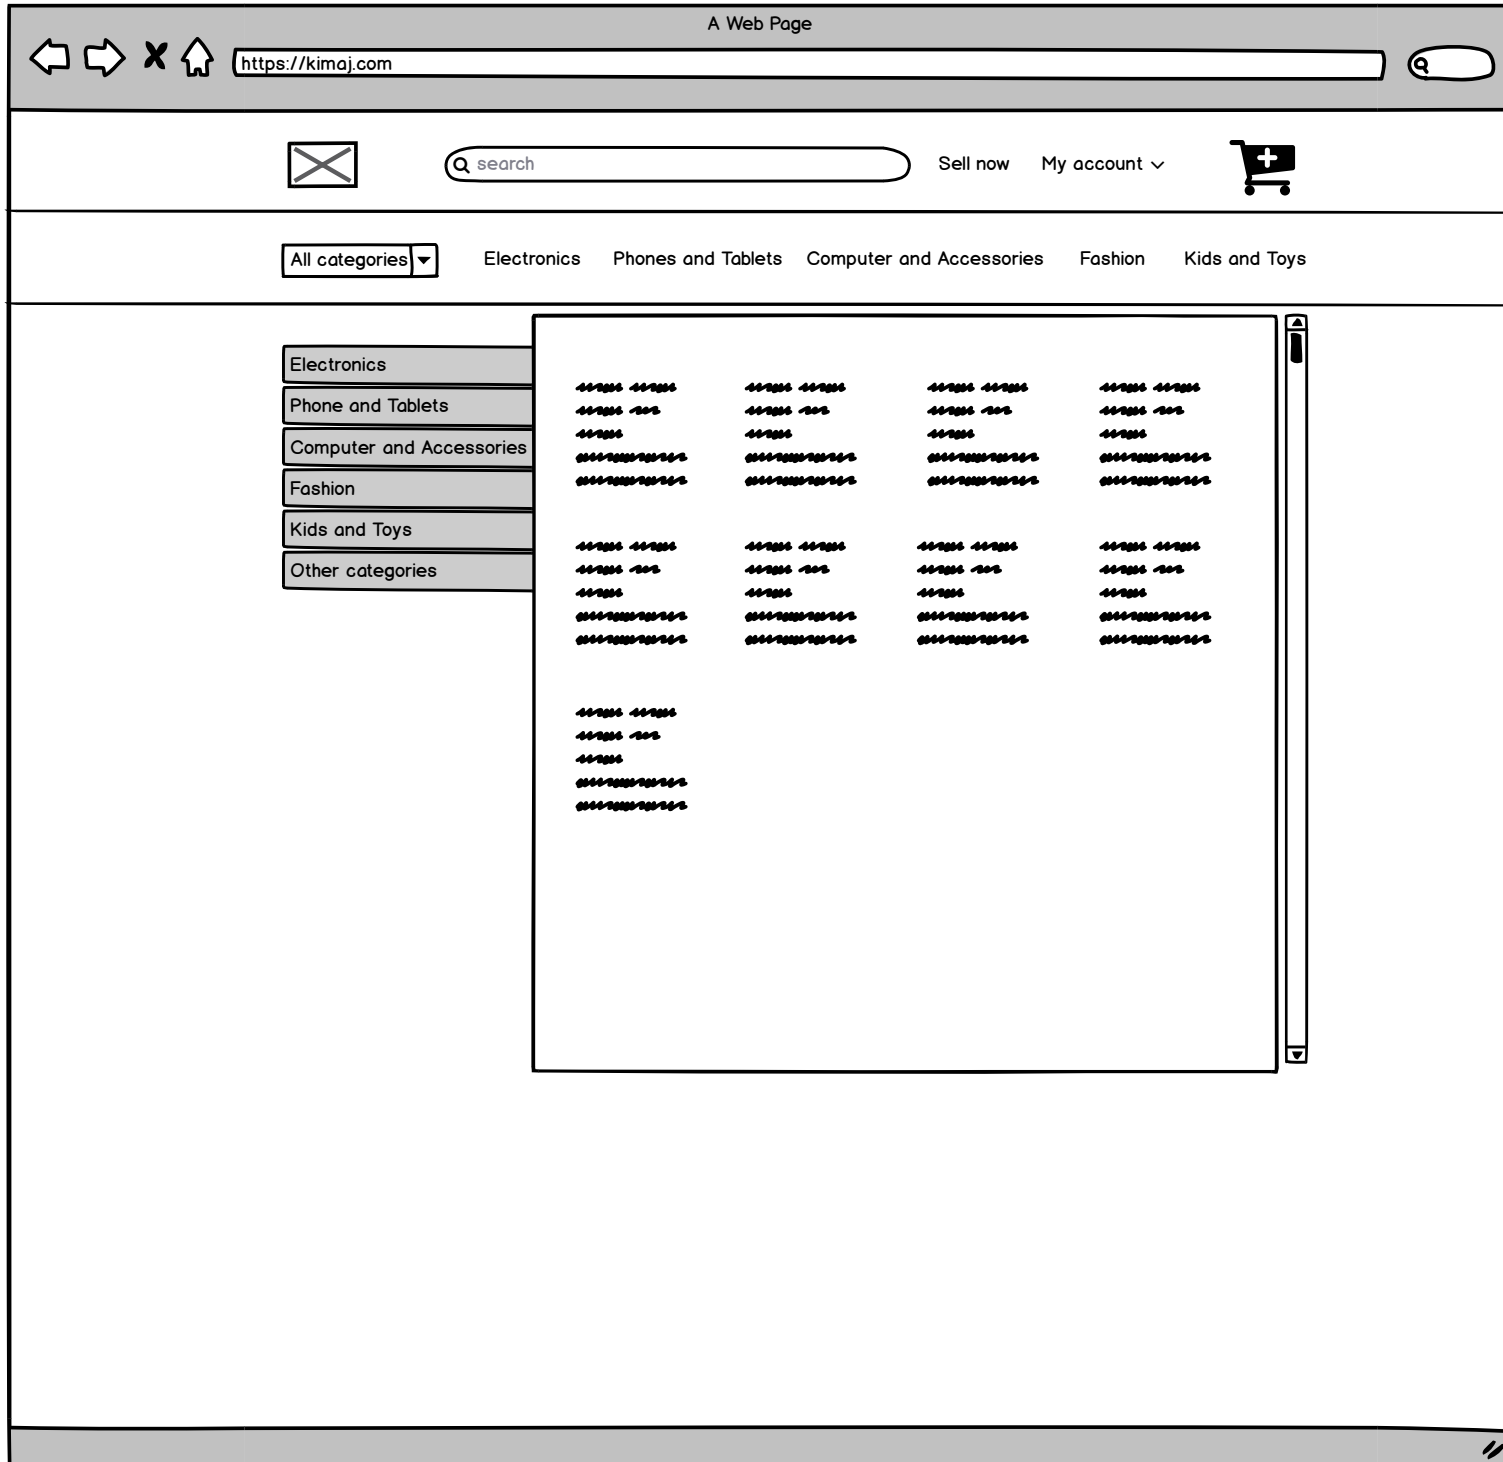 A Web Page
https://kimaj.com
search
Sell now
My account
All categories
Electronics
Phones and Tablets
Computer and Accessories
Fashion
Kids and Toys
Electronics
Phone and Tablets
Computer and Accessories
Fashion
Kids and Toys
Other categories